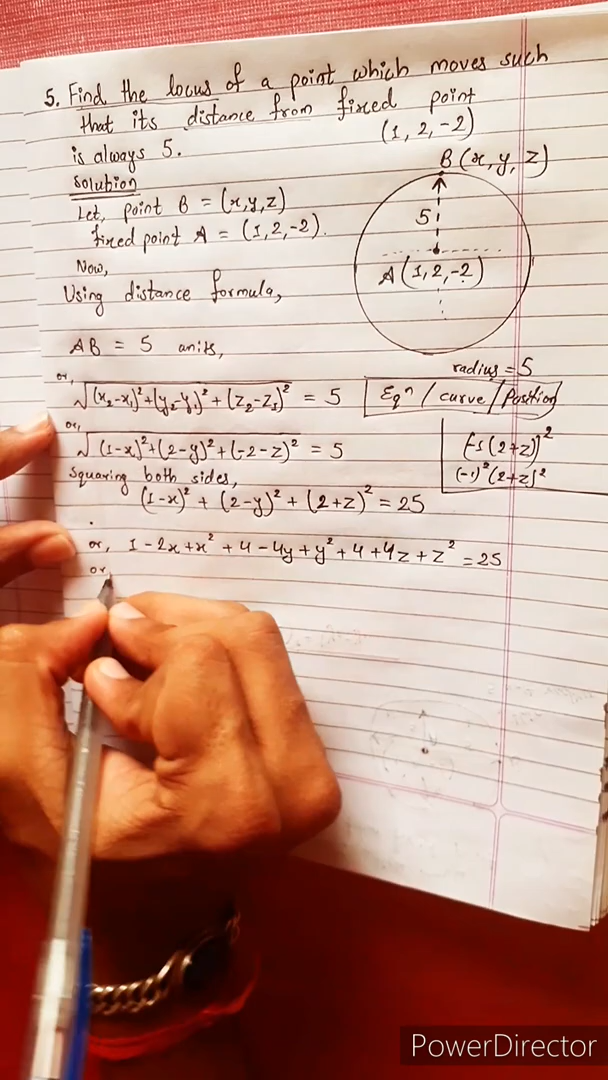 5. Find the locus of a point which moves such
that its distance from fixed point
(1, 2, -2)
is always 5.
Solution
Let, point B = (x,y,z)
fixed point A = (1,2,-2).
Now,
Using distance formula,
B(x,y,z)
5
A(1,2,-2)
radius = 5
AB = 5 units,
or, √(x₂-x₁)²+(y₂-y₁)²+(z₂-z₁)² = 5
Eqⁿ / curve / Position
or, √(1-x)²+(2-y)²+(-2-z)² = 5
{-1(2+z)}²
(-1)²(2+z)²
Squaring both sides,
(1-x)² + (2-y)² + (2+z)² = 25
or, 1-2x+x²+4-4y+y²+4+4z+z² = 25
or,
PowerDirector